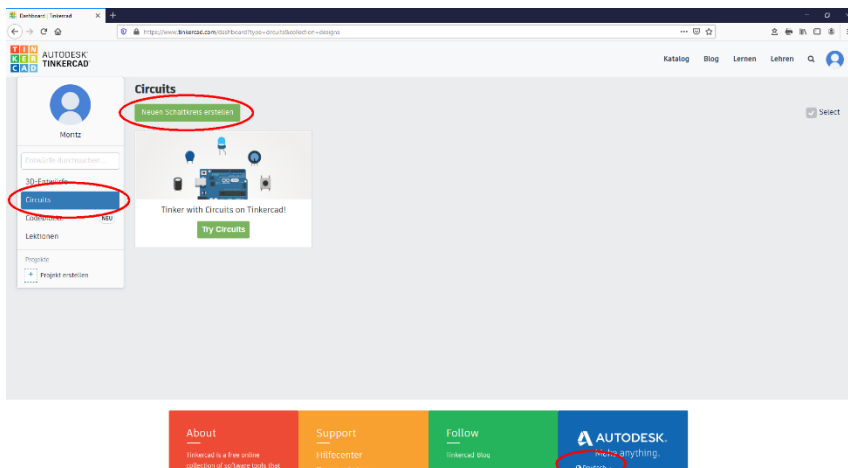 Dashboard | Tinkercad
https://www.tinkercad.com/dashboard?type=circuits&collection=designs
TIN
KER
CAD
AUTODESK
TINKERCAD
Katalog Blog Lernen Lehren
Moritz
Entwürfe durchsuchen...
3D-Entwürfe
Circuits
NEU
Lektionen
Projekte
+ Projekt erstellen
Circuits
Neuen Schaltkreis erstellen
Select
Tinker with Circuits on Tinkercad!
Try Circuits
About
Tinkercad is a free online
collection of software tools that
Support
Hilfecenter
Follow
Tinkercad Blog
AUTODESK.
Make anything.
Deutsch